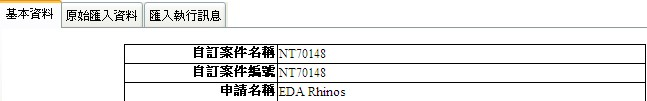 基本資料 原始匯入資料 匯入執行訊息
自訂案件名稱 NT70148
自訂案件編號 NT70148
申請名稱 EDA Rhinos